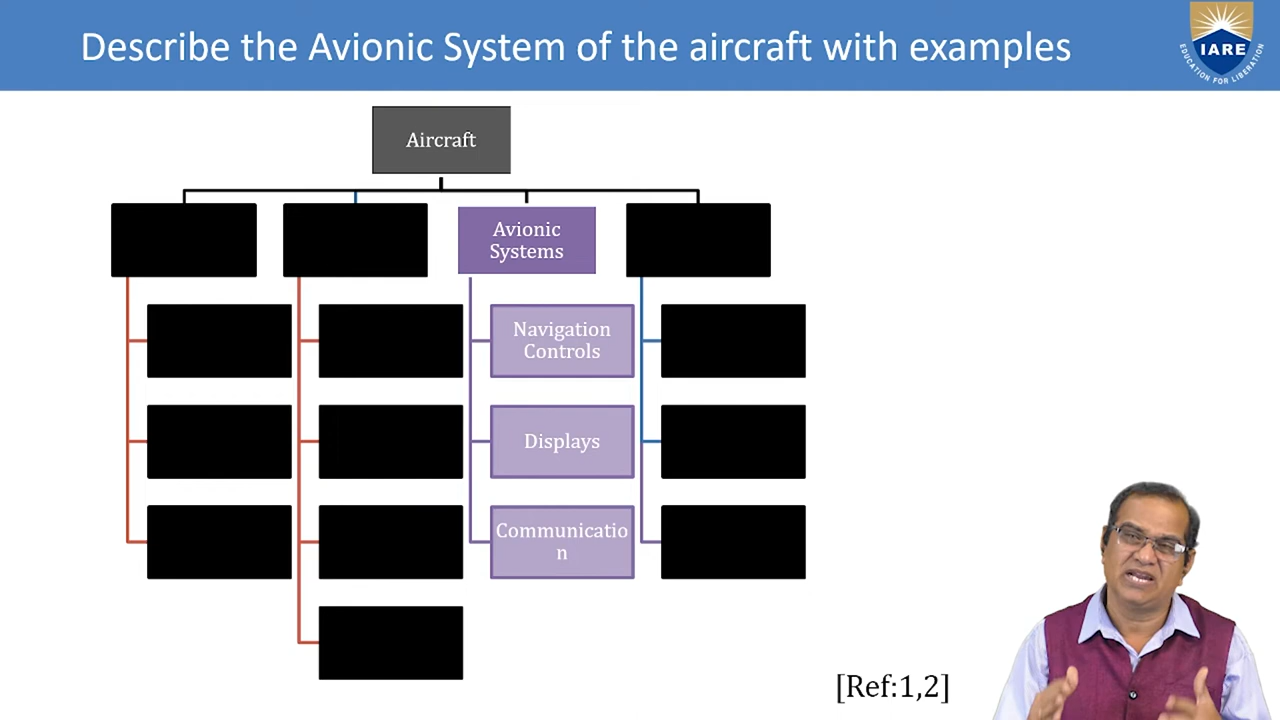 Describe the Avionic System of the aircraft with examples
IARE
EDUCATION FOR LIBERATION
Aircraft
Avionic
Systems
Navigation
Controls
Displays
Communicatio
n
[Ref:1,2]